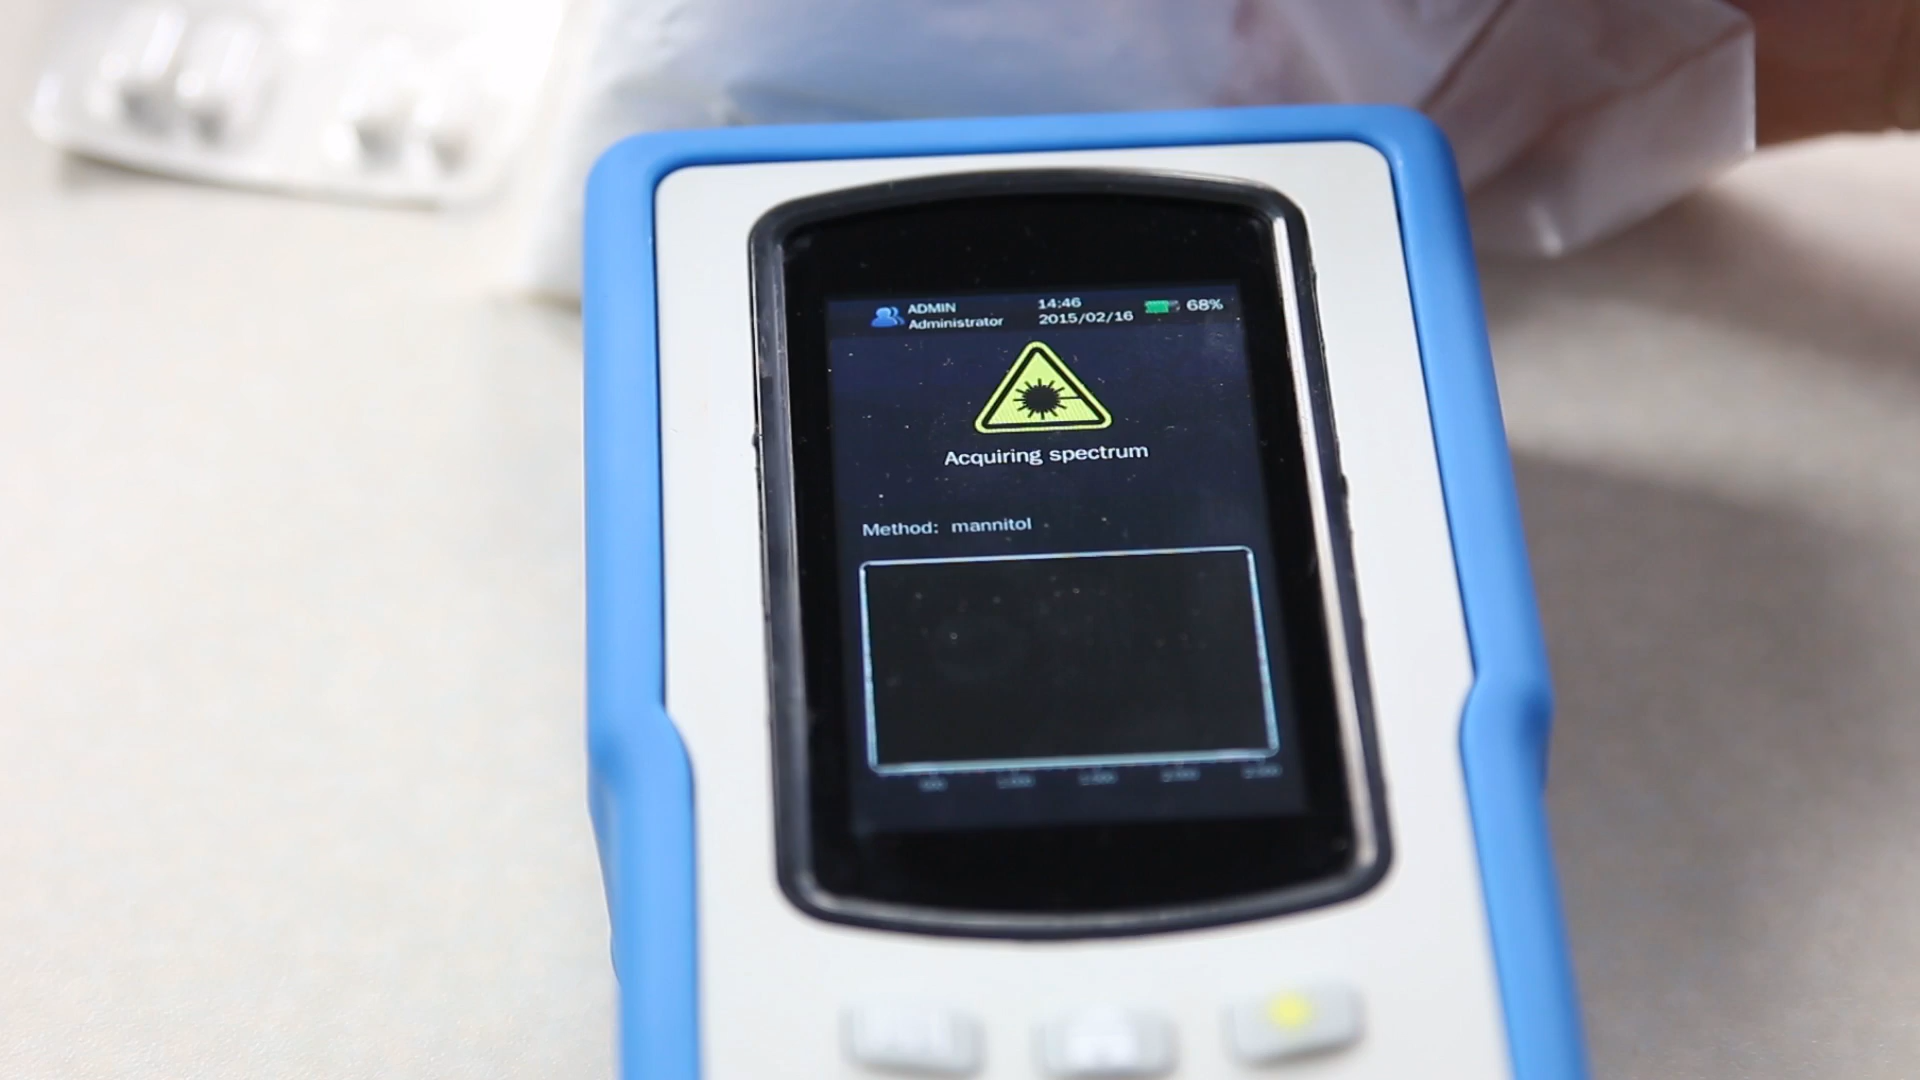 ADMIN
Administrator
14:46
2015/02/16
68%
Acquiring spectrum
Method: mannitol